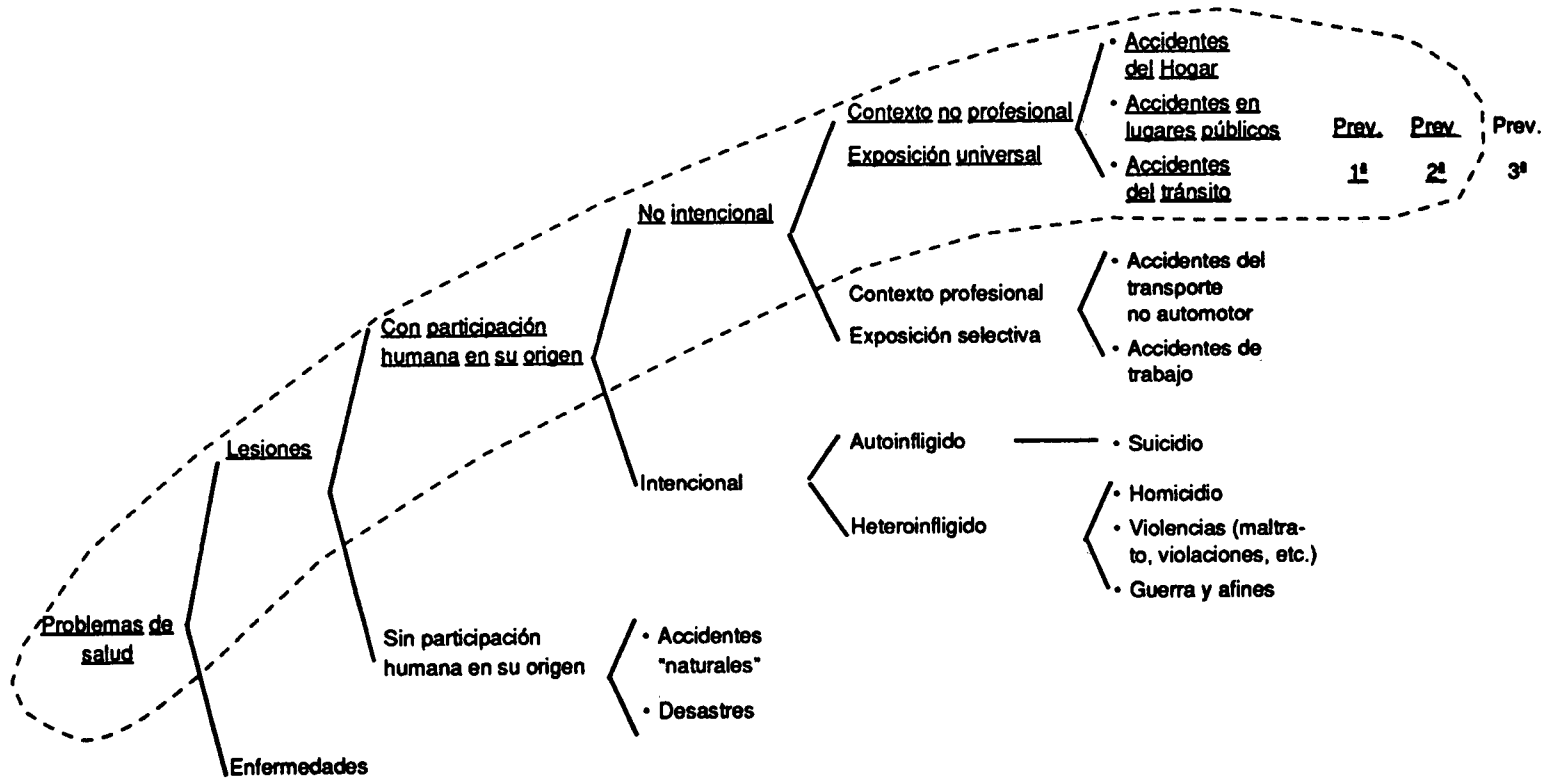 • Accidentes
del Hogar
• Accidentes en
lugares públicos
• Accidentes
del tránsito
Prev.
1ª
Prev
2ª
Prev.
3ª
Contexto no profesional
Exposición universal
No intencional
Contexto profesional
Exposición selectiva
• Accidentes del
transporte
no automotor
• Accidentes de
trabajo
Con participación
humana en su origen
Lesiones
Intencional
Autoinfligido
• Suicidio
Heteroinfligido
• Homicidio
• Violencias (maltra-
to, violaciones, etc.)
• Guerra y afines
Problemas de
salud
Sin participación
humana en su origen
• Accidentes
"naturales"
• Desastres
Enfermedades